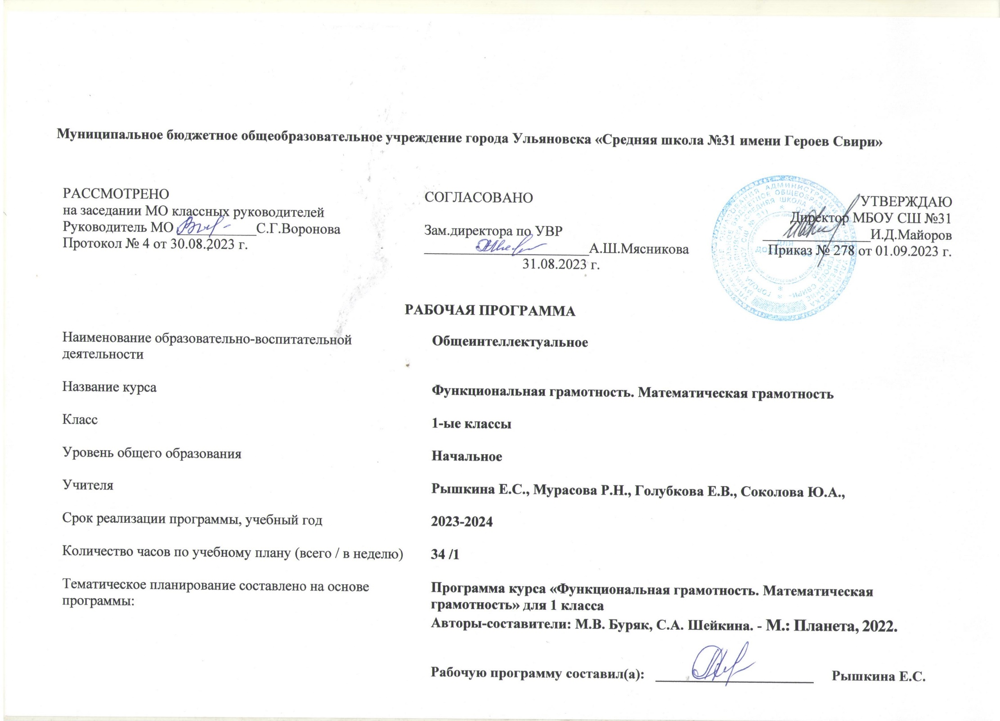 Муниципальное бюджетное общеобразовательное учреждение города Ульяновска «Средняя школа №31 имени Героев Свири»
РАССМОТРЕНО
на заседании МО классных руководителей
Руководитель МО ____________С.Г.Воронова
Протокол № 4 от 30.08.2023 г.
СОГЛАСОВАНО
Зам.директора по УВР
______________________А.Ш.Мясникова
31.08.2023 г.
УТВЕРЖДАЮ
Директор МБОУ СШ №31
_______________И.Д.Майоров
Приказ № 278 от 01.09.2023 г.
ДЛЯ
ДОКУМЕНТОВ
РАБОЧАЯ ПРОГРАММА
Наименование образовательно-воспитательной
деятельности
Общеинтеллектуальное
Название курса
Функциональная грамотность. Математическая грамотность
Класс
1-ые классы
Уровень общего образования
Начальное
Учителя
Рышкина Е.С., Мурасова Р.Н., Голубкова Е.В., Соколова Ю.А.,
Срок реализации программы, учебный год
2023-2024
Количество часов по учебному плану (всего / в неделю)
34 /1
Тематическое планирование составлено на основе
программы:
Программа курса «Функциональная грамотность. Математическая
грамотность» для 1 класса
Авторы-составители: М.В. Буряк, С.А. Шейкина. - М.: Планета, 2022.
Рабочую программу составил(а): ______________________ Рышкина Е.С.